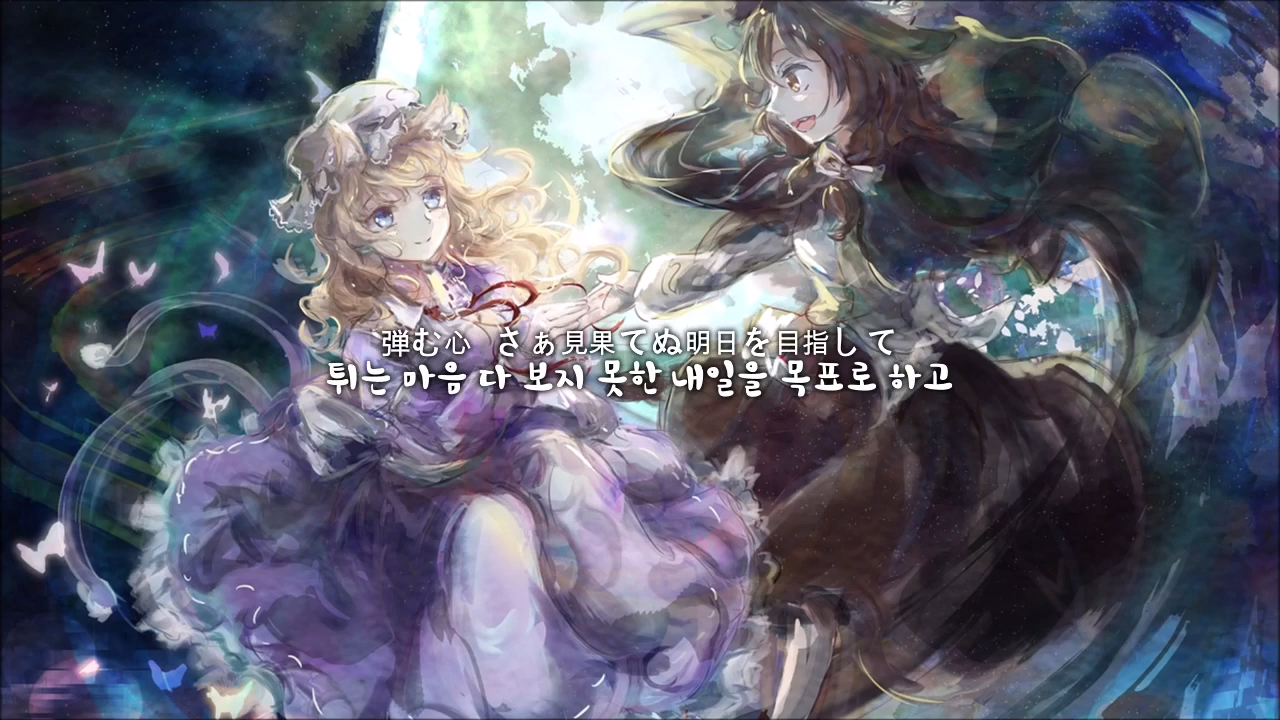 弾む心　さぁ見果てぬ明日を目指して
튀는 마음 다 보지 못한 내일을 목표로 하고